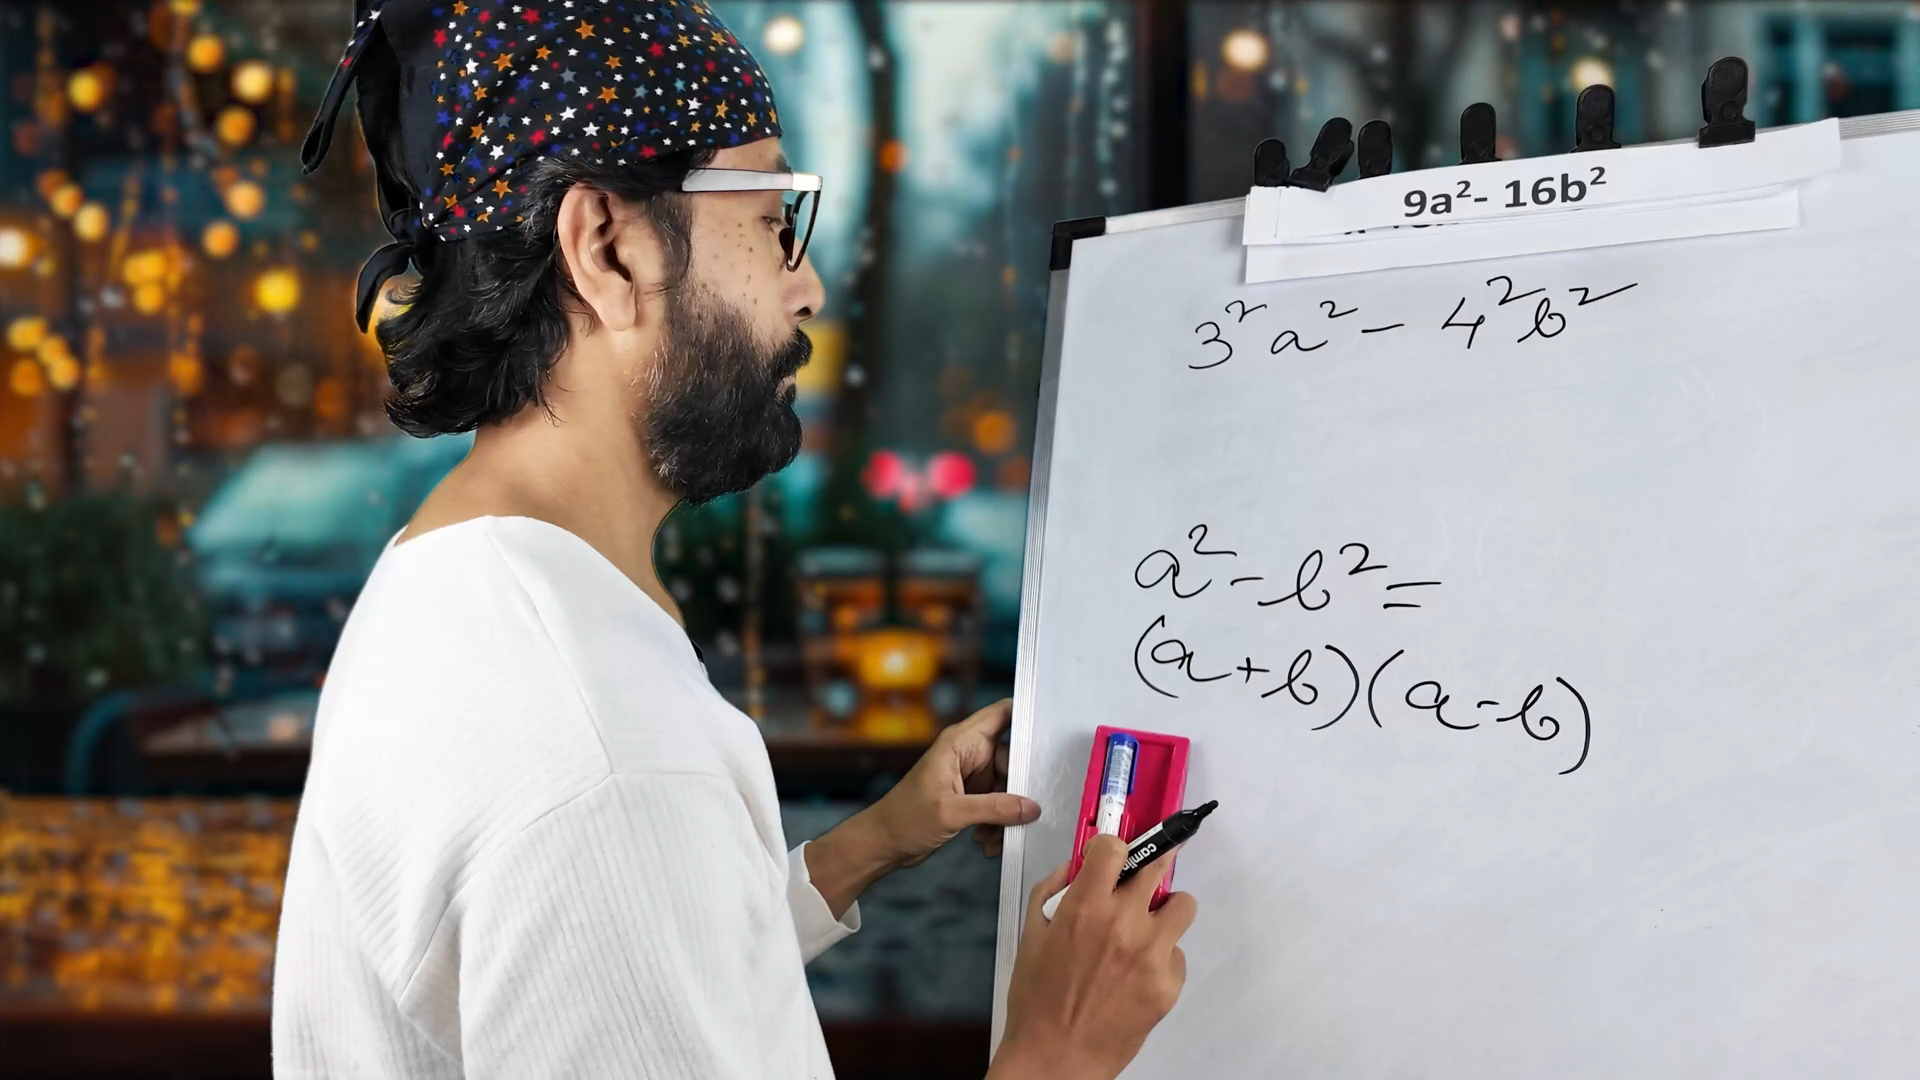 9a²- 16b²
3²a² - 4²b²
a² - b² =
(a+b)(a-b)